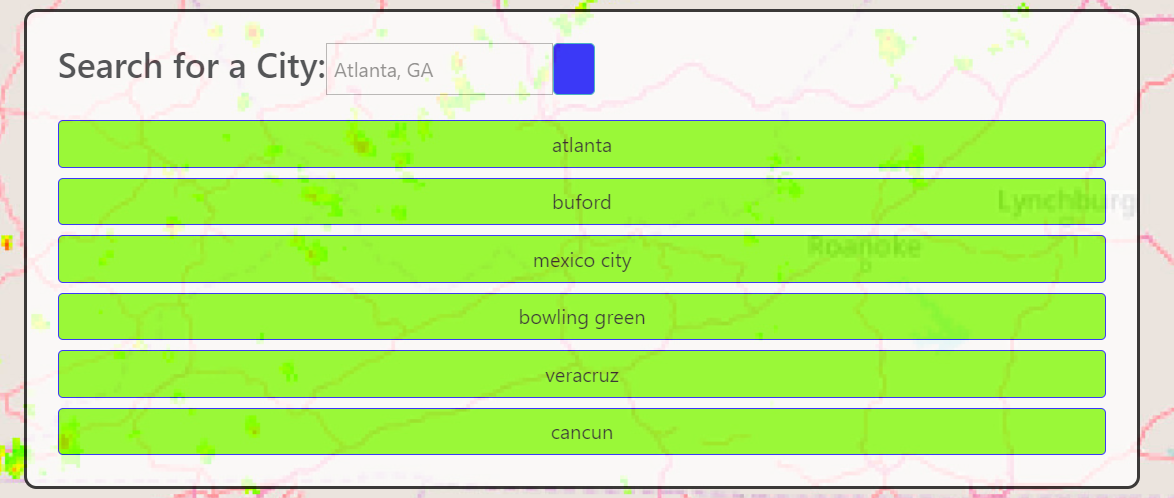 Search for a City: Atlanta, GA
atlanta
buford
Lynchburg
mexico city
Roanoke
bowling green
veracruz
cancun